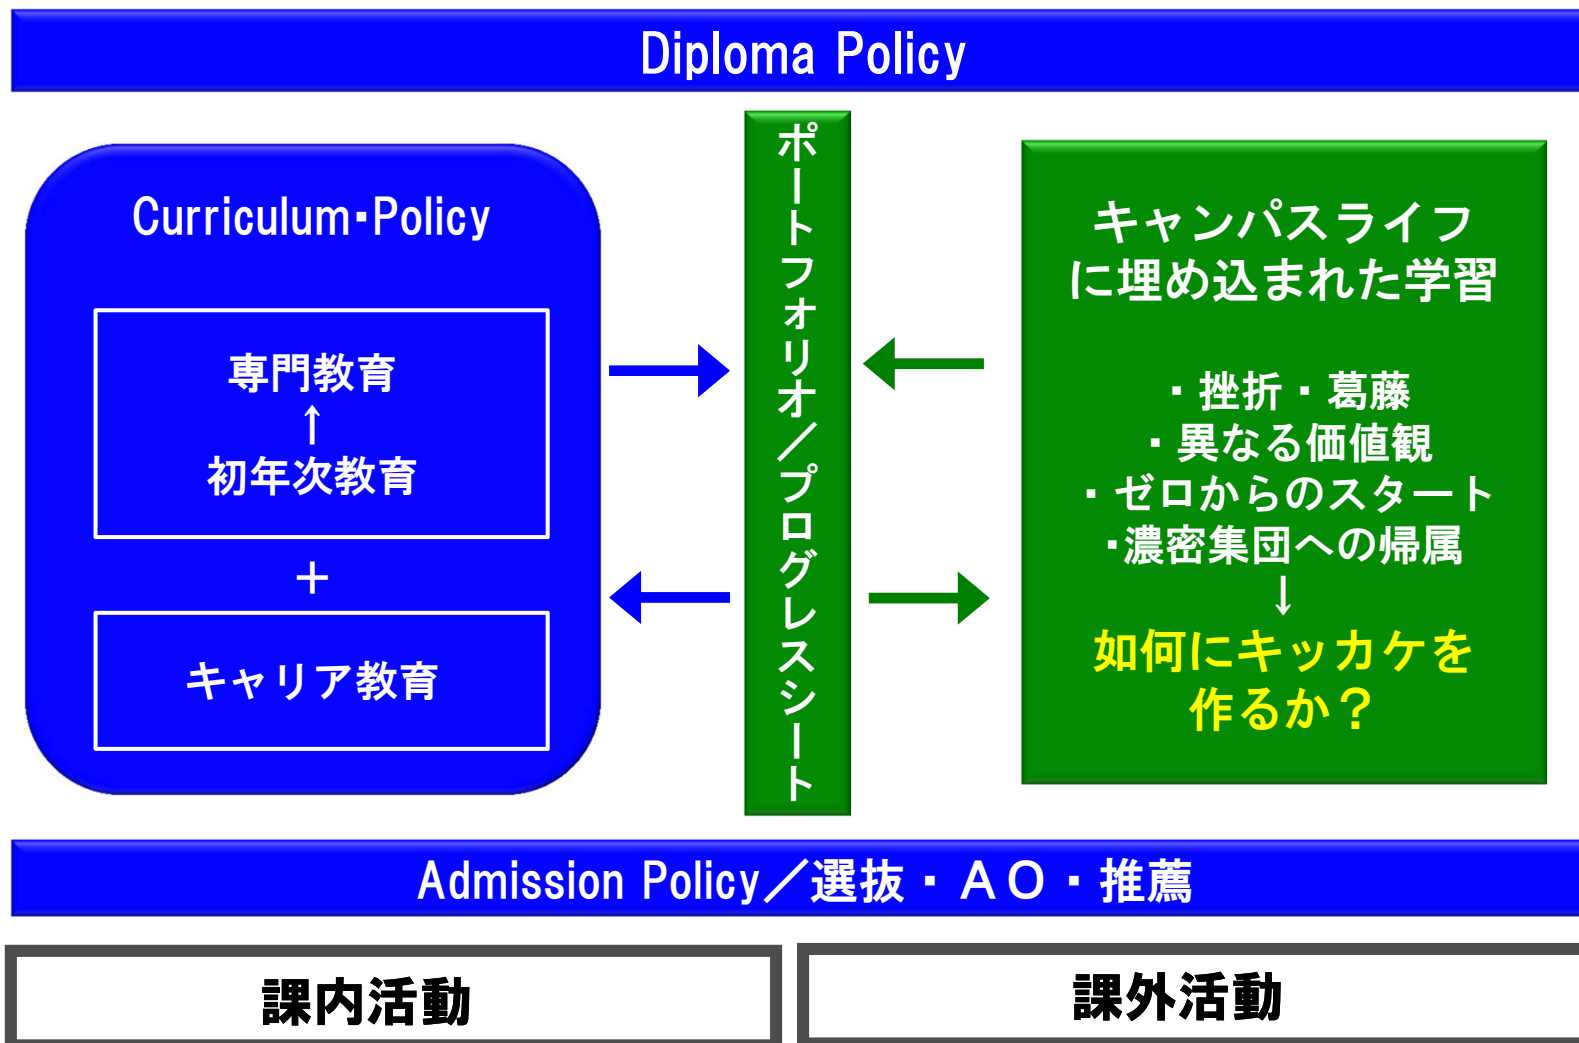 Diploma Policy
Curriculum▪Policy
専門教育
↑
初年次教育
＋
キャリア教育
ポートフォリオ／プログレスシート
キャンパスライフ
に埋め込まれた学習
▪挫折▪葛藤
▪異なる価値観
▪ゼロからのスタート
▪濃密集団への帰属
↓
如何にキッカケを
作るか？
Admission Policy／選抜▪ＡＯ▪推薦
課内活動
課外活動